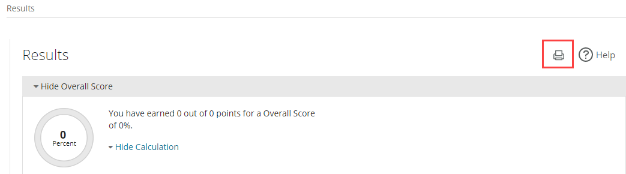 Results
Results
Help
Hide Overall Score
You have earned 0 out of 0 points for a Overall Score
of 0%.
0
Percent
Hide Calculation